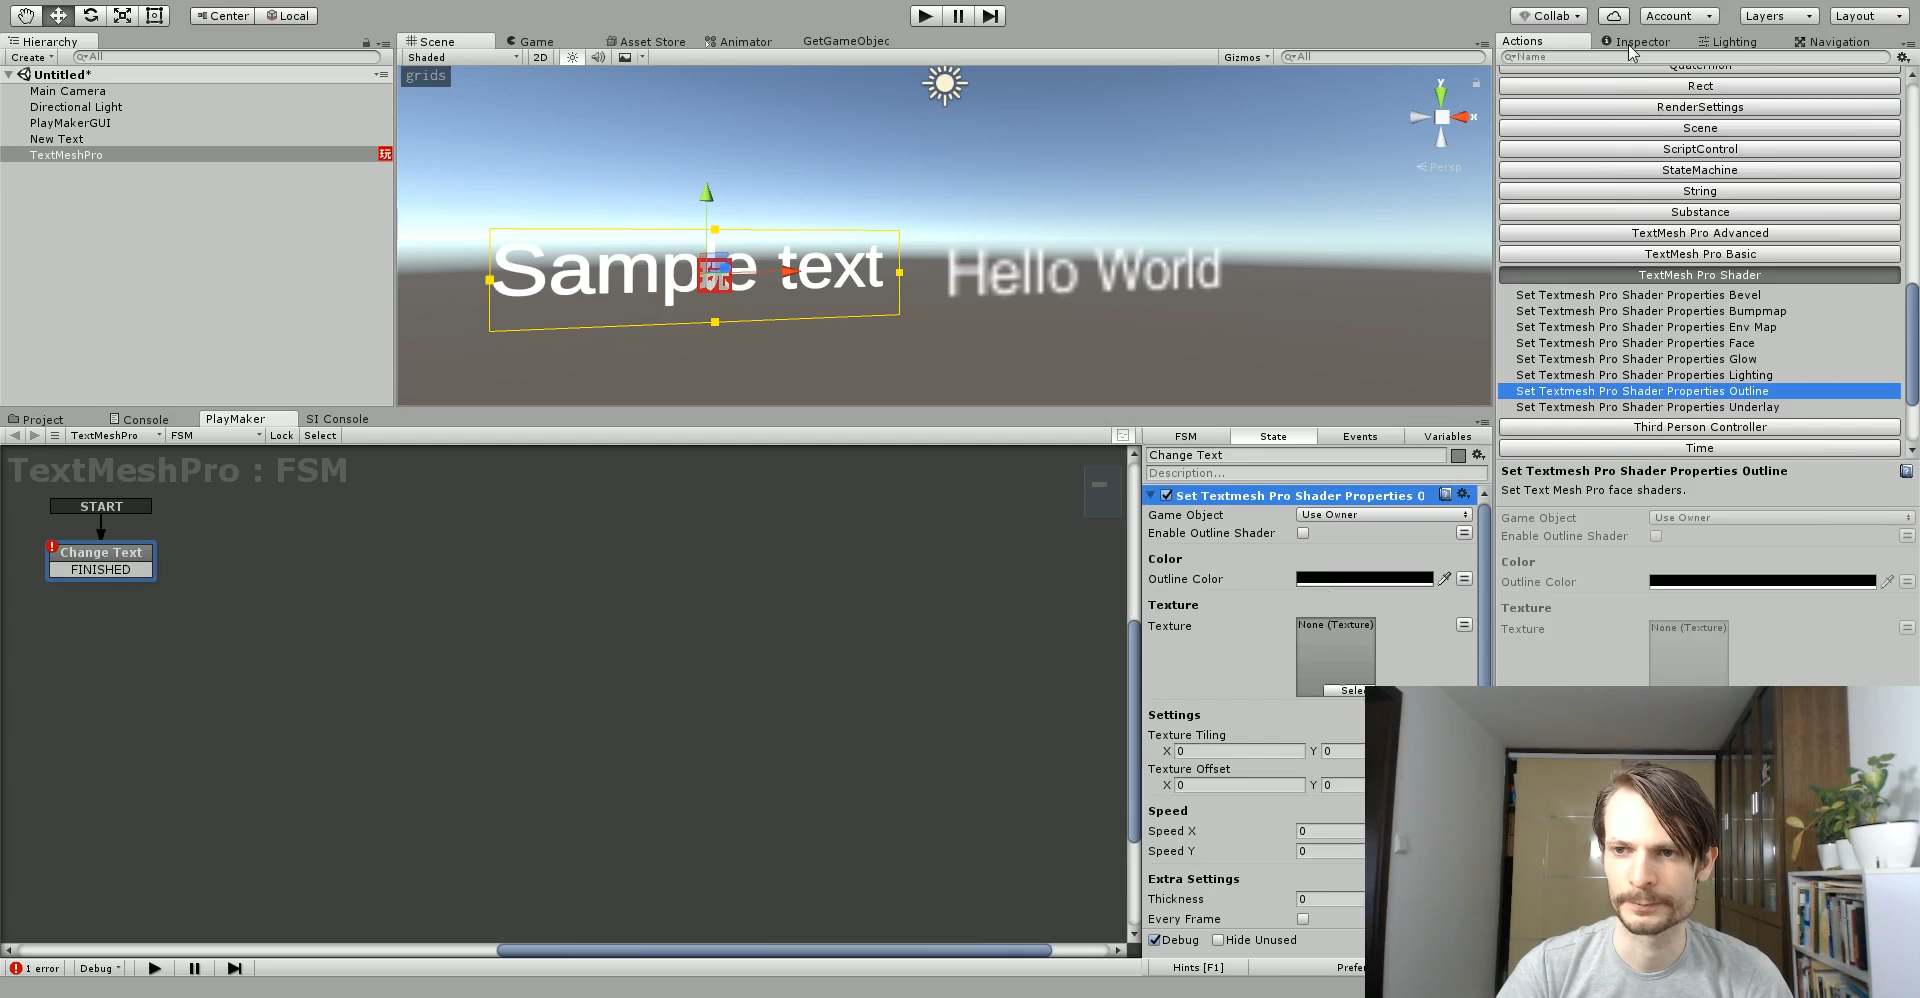 Center
Local
Collab
Account
Layers
Layout
Hierarchy
Scene
Game
Asset Store
Animator
GetGameObjec
Actions
Inspector
Lighting
Navigation
Create
All
Shaded
2D
Gizmos
All
Name
grids
Untitled*
Main Camera
Directional Light
PlayMakerGUI
New Text
TextMeshPro
玩
y
x
Persp
Sample text
玩
Hello World
Quaternion
Rect
RenderSettings
Scene
ScriptControl
StateMachine
String
Substance
TextMesh Pro Advanced
TextMesh Pro Basic
TextMesh Pro Shader
Set Textmesh Pro Shader Properties Bevel
Set Textmesh Pro Shader Properties Bumpmap
Set Textmesh Pro Shader Properties Env Map
Set Textmesh Pro Shader Properties Face
Set Textmesh Pro Shader Properties Glow
Set Textmesh Pro Shader Properties Lighting
Set Textmesh Pro Shader Properties Outline
Set Textmesh Pro Shader Properties Underlay
Third Person Controller
Time
Set Textmesh Pro Shader Properties Outline
Set Text Mesh Pro face shaders.
Game Object
Use Owner
Enable Outline Shader
Color
Outline Color
Texture
Texture
None (Texture)
Project
Console
PlayMaker
SI Console
TextMeshPro
FSM
Lock
Select
TextMeshPro : FSM
START
Change Text
FINISHED
FSM
State
Events
Variables
Change Text
Description...
Set Textmesh Pro Shader Properties O
Game Object
Use Owner
Enable Outline Shader
Color
Outline Color
Texture
Texture
None (Texture)
Selec
Settings
Texture Tiling
X 0 Y 0
Texture Offset
X 0 Y 0
Speed
Speed X 0
Speed Y 0
Extra Settings
Thickness 0
Every Frame
Debug
Hide Unused
Hints [F1]
Prefer
1 error
Debug